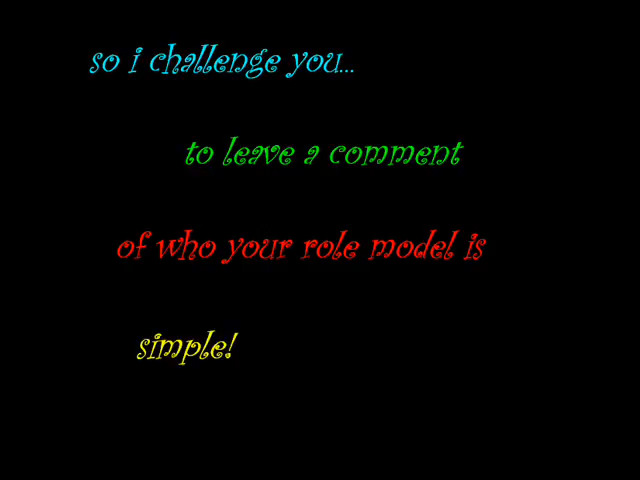 so i challenge you...
to leave a comment
of who your role model is
simple!